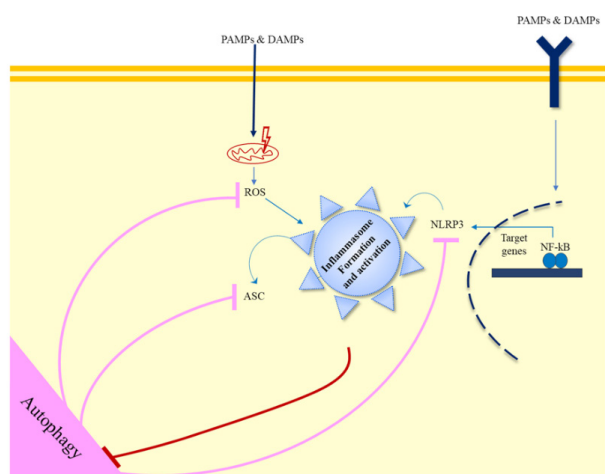 PAMPs & DAMPs
PAMPs & DAMPs
ROS
NLRP3
Target
genes
NF-kB
Inflammasome
Formation
and activation
ASC
Autophagy